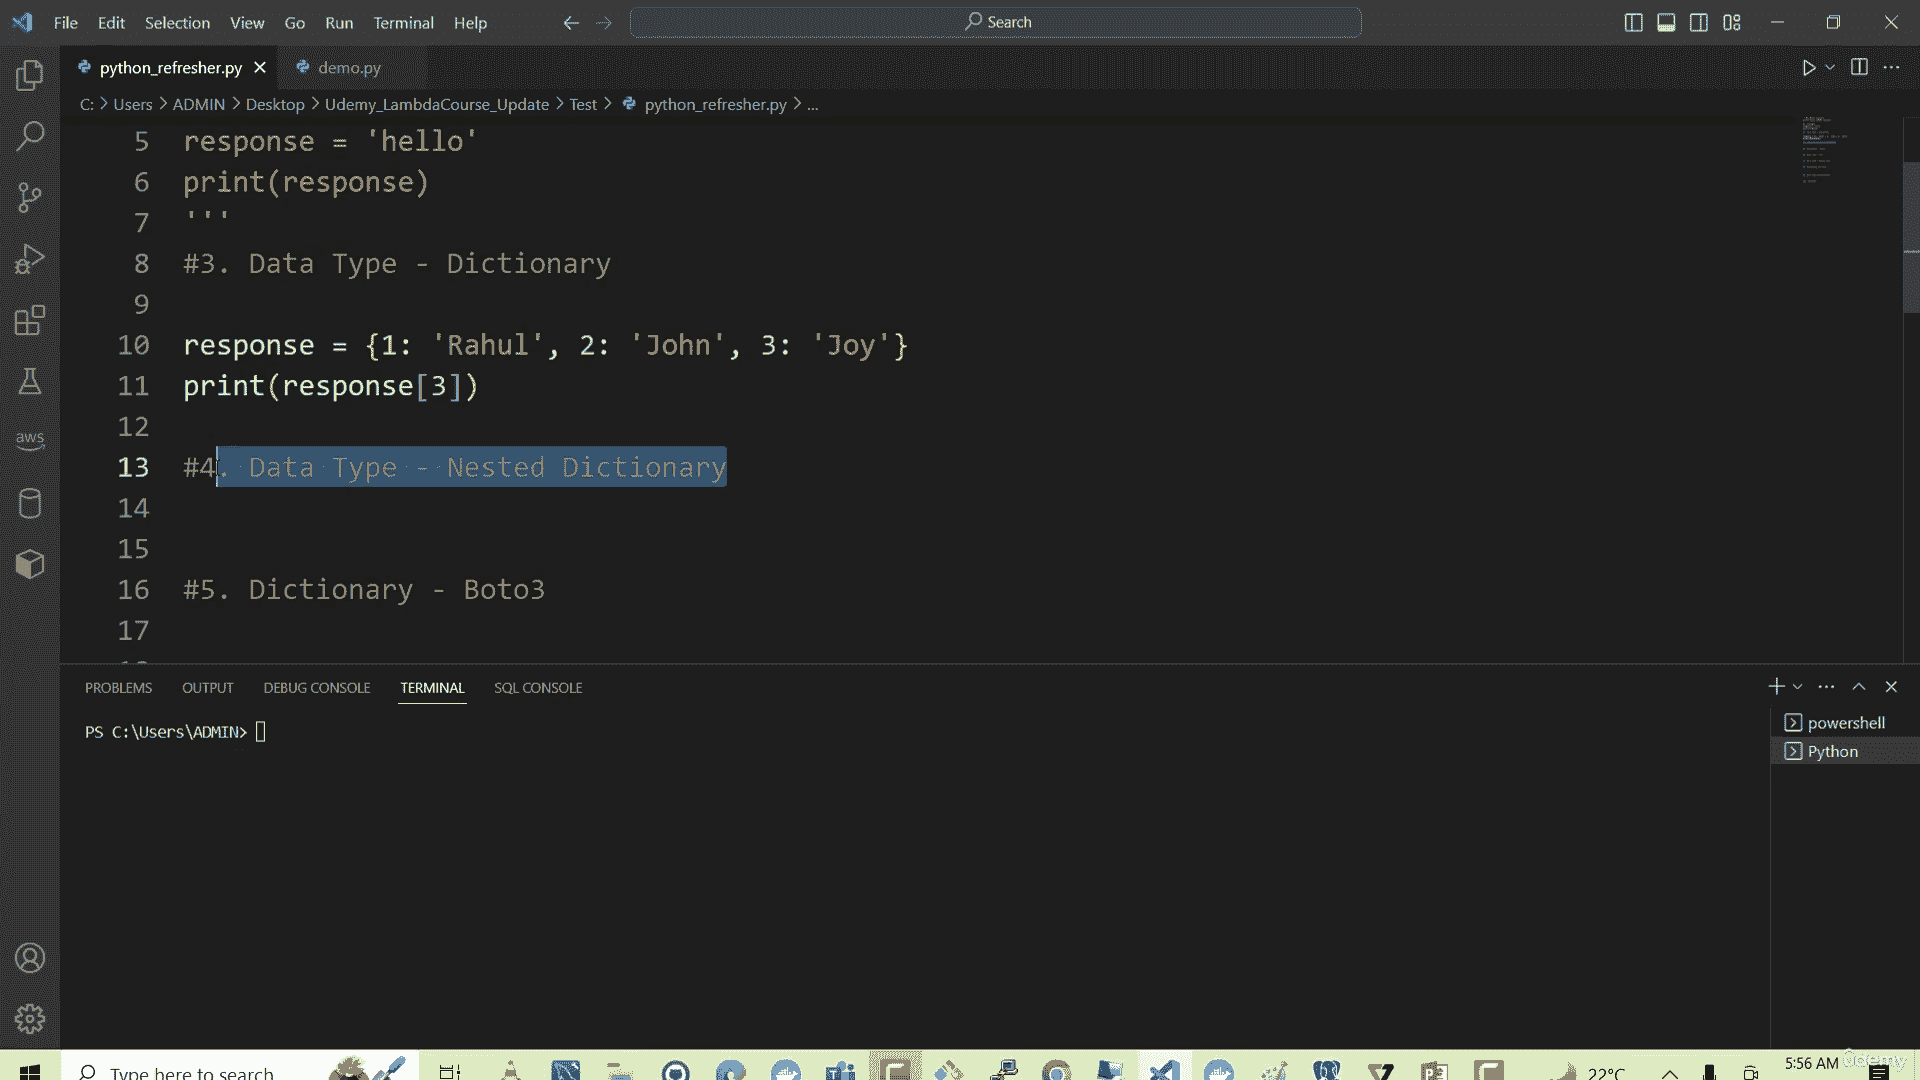 File Edit Selection View Go Run Terminal Help
Search
python_refresher.py
demo.py
C: > Users > ADMIN > Desktop > Udemy_LambdaCourse_Update > Test > python_refresher.py > ...
5 response = 'hello'
6 print(response)
7 '''
8 #3. Data Type - Dictionary
9
10 response = {1: 'Rahul', 2: 'John', 3: 'Joy'}
11 print(response[3])
12
13 #4. Data Type - Nested Dictionary
14
15
16 #5. Dictionary - Boto3
17
aws
PROBLEMS OUTPUT DEBUG CONSOLE TERMINAL SQL CONSOLE
PS C:\Users\ADMIN>
powershell
Python
Type here to search
22°C
5:56 AM
Udemy